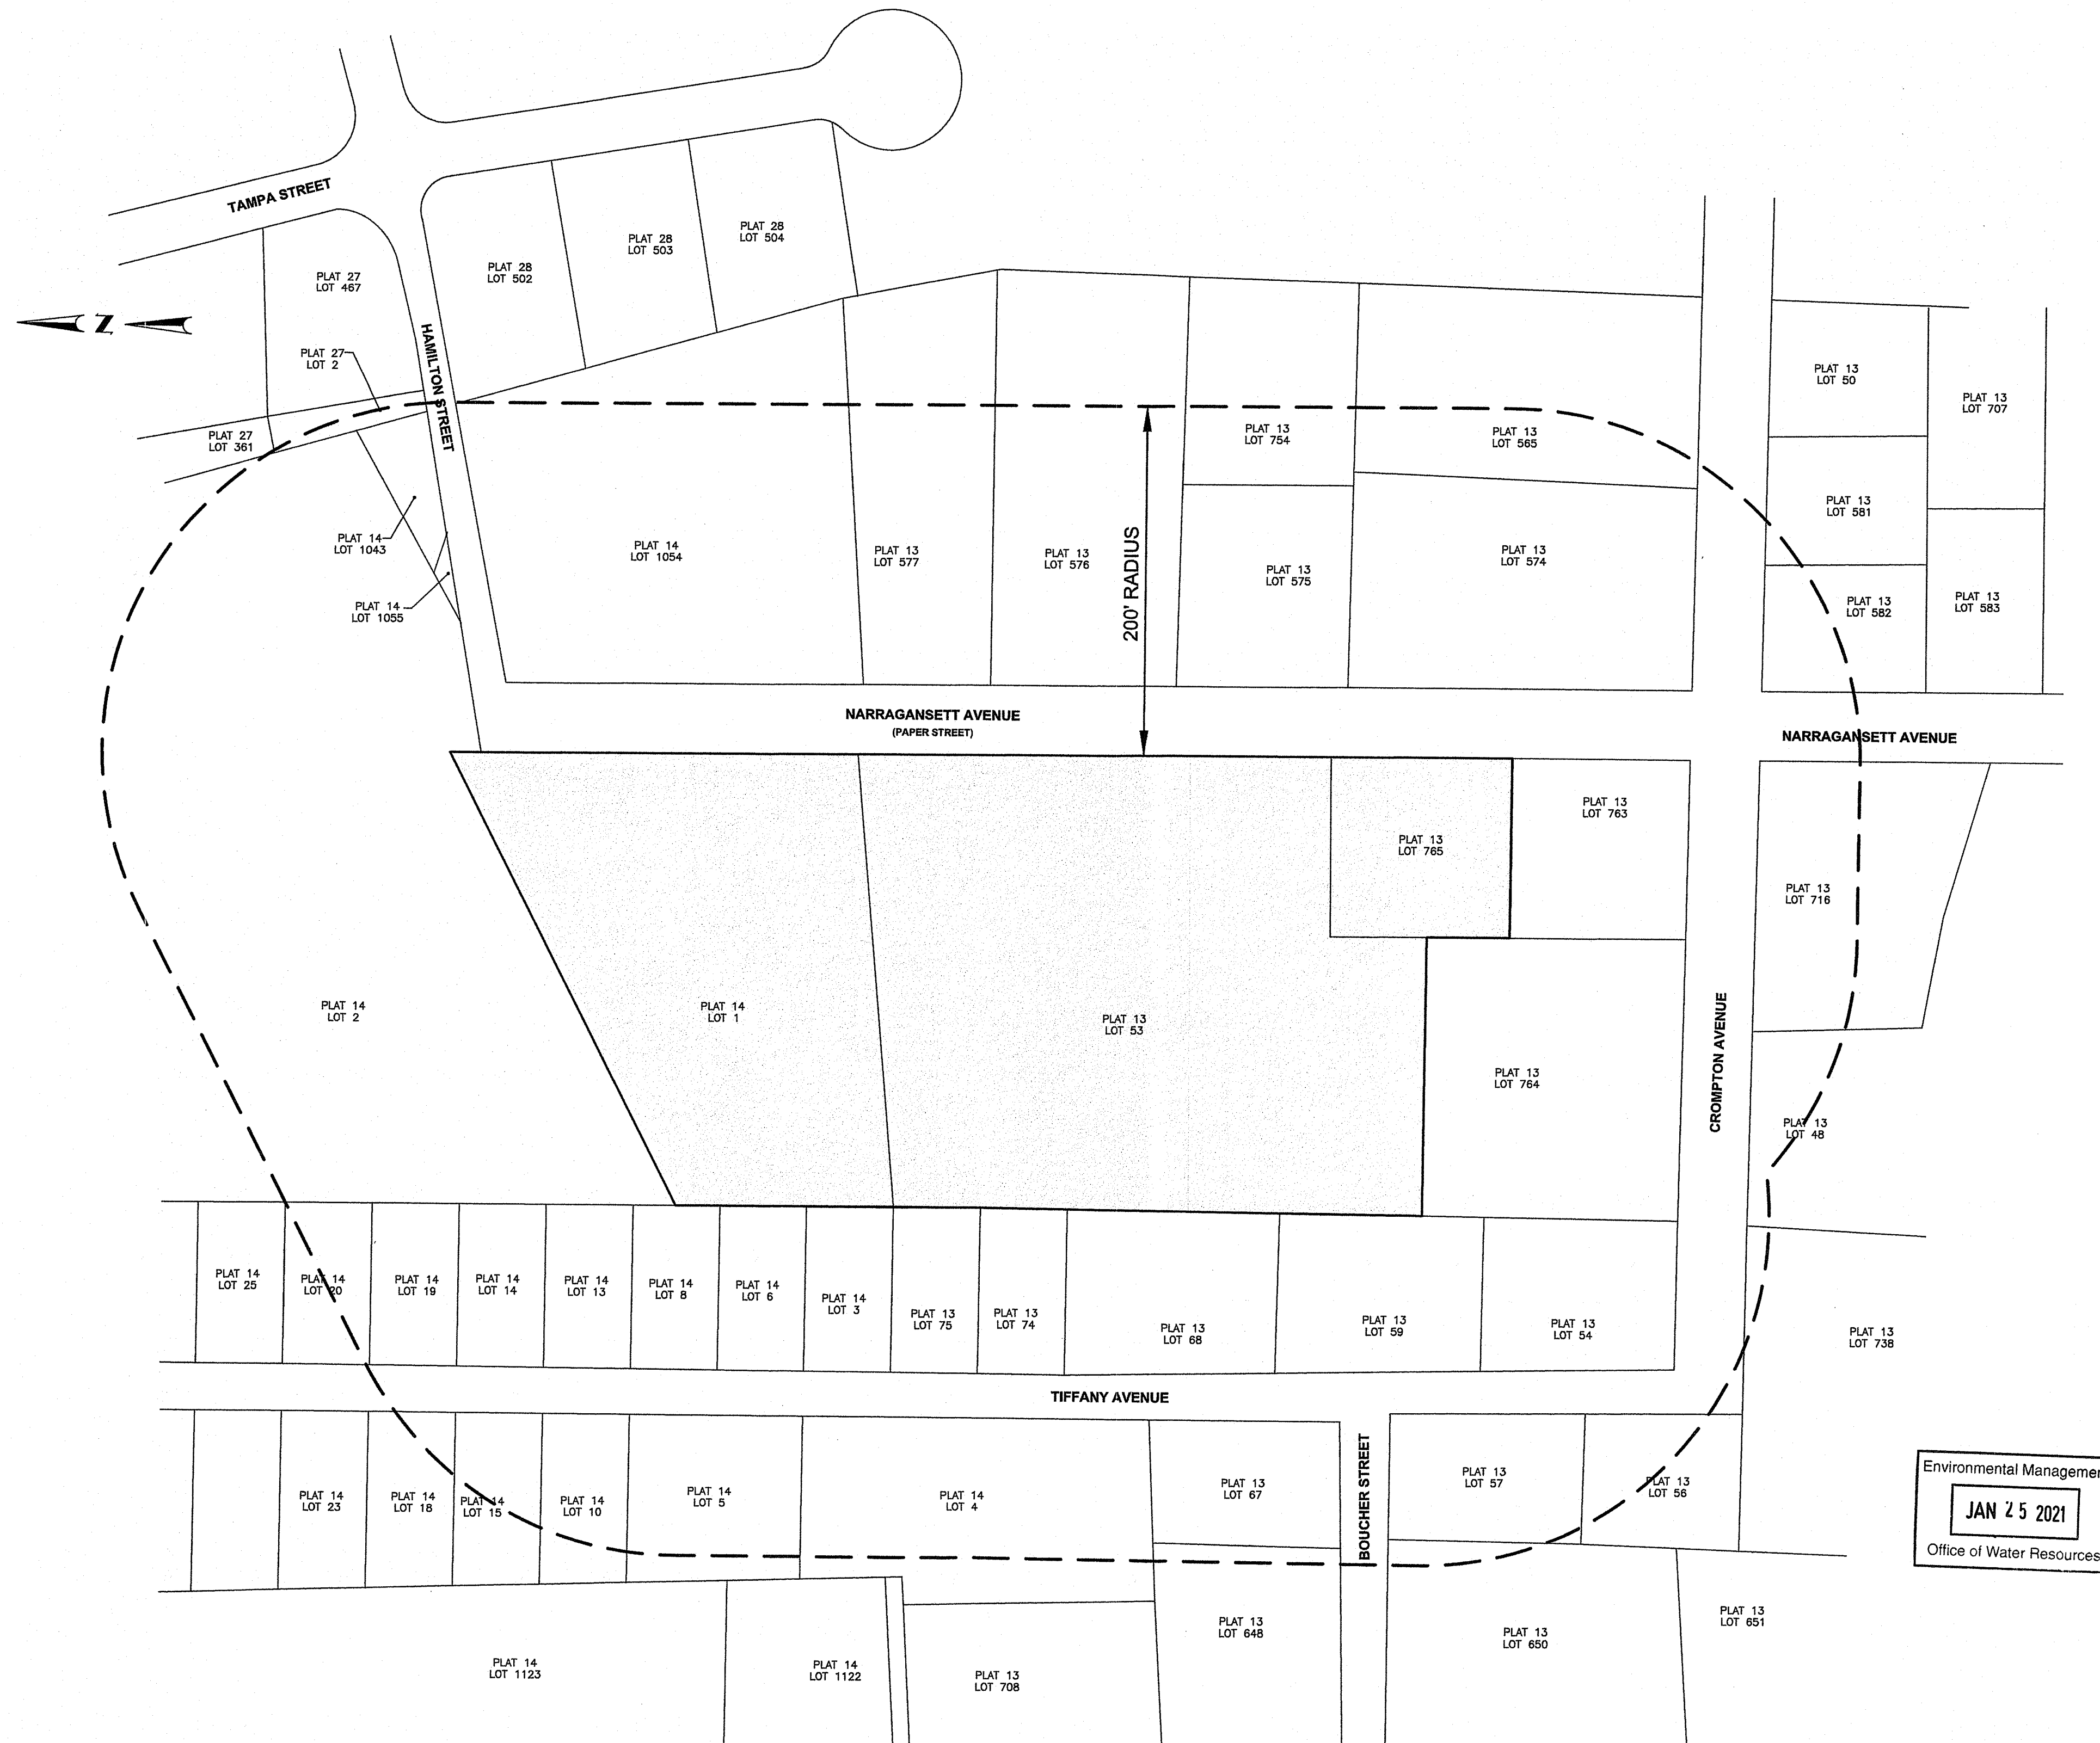 TAMPA STREET
PLAT 28
LOT 504
PLAT 28
LOT 503
PLAT 28
LOT 502
PLAT 27
LOT 467
N
HAMILTON STREET
PLAT 27
LOT 2
PLAT 27
LOT 361
PLAT 13
LOT 50
PLAT 13
LOT 707
PLAT 13
LOT 754
PLAT 13
LOT 565
PLAT 13
LOT 581
PLAT 14
LOT 1043
PLAT 14
LOT 1054
PLAT 13
LOT 577
PLAT 13
LOT 576
200' RADIUS
PLAT 13
LOT 575
PLAT 13
LOT 574
PLAT 13
LOT 582
PLAT 13
LOT 583
PLAT 14
LOT 1055
NARRAGANSETT AVENUE
(PAPER STREET)
NARRAGANSETT AVENUE
PLAT 13
LOT 763
PLAT 13
LOT 765
PLAT 13
LOT 716
PLAT 14
LOT 2
PLAT 14
LOT 1
PLAT 13
LOT 53
PLAT 13
LOT 764
CROMPTON AVENUE
PLAT 13
LOT 48
PLAT 14
LOT 25
PLAT 14
LOT 20
PLAT 14
LOT 19
PLAT 14
LOT 14
PLAT 14
LOT 13
PLAT 14
LOT 8
PLAT 14
LOT 6
PLAT 14
LOT 3
PLAT 13
LOT 75
PLAT 13
LOT 74
PLAT 13
LOT 68
PLAT 13
LOT 59
PLAT 13
LOT 54
PLAT 13
LOT 738
TIFFANY AVENUE
PLAT 14
LOT 23
PLAT 14
LOT 18
PLAT 14
LOT 15
PLAT 14
LOT 10
PLAT 14
LOT 5
PLAT 14
LOT 4
PLAT 13
LOT 67
BOUCHER STREET
PLAT 13
LOT 57
PLAT 13
LOT 56
Environmental Managemen
JAN 25 2021
Office of Water Resources
PLAT 14
LOT 1123
PLAT 14
LOT 1122
PLAT 13
LOT 708
PLAT 13
LOT 648
PLAT 13
LOT 650
PLAT 13
LOT 651